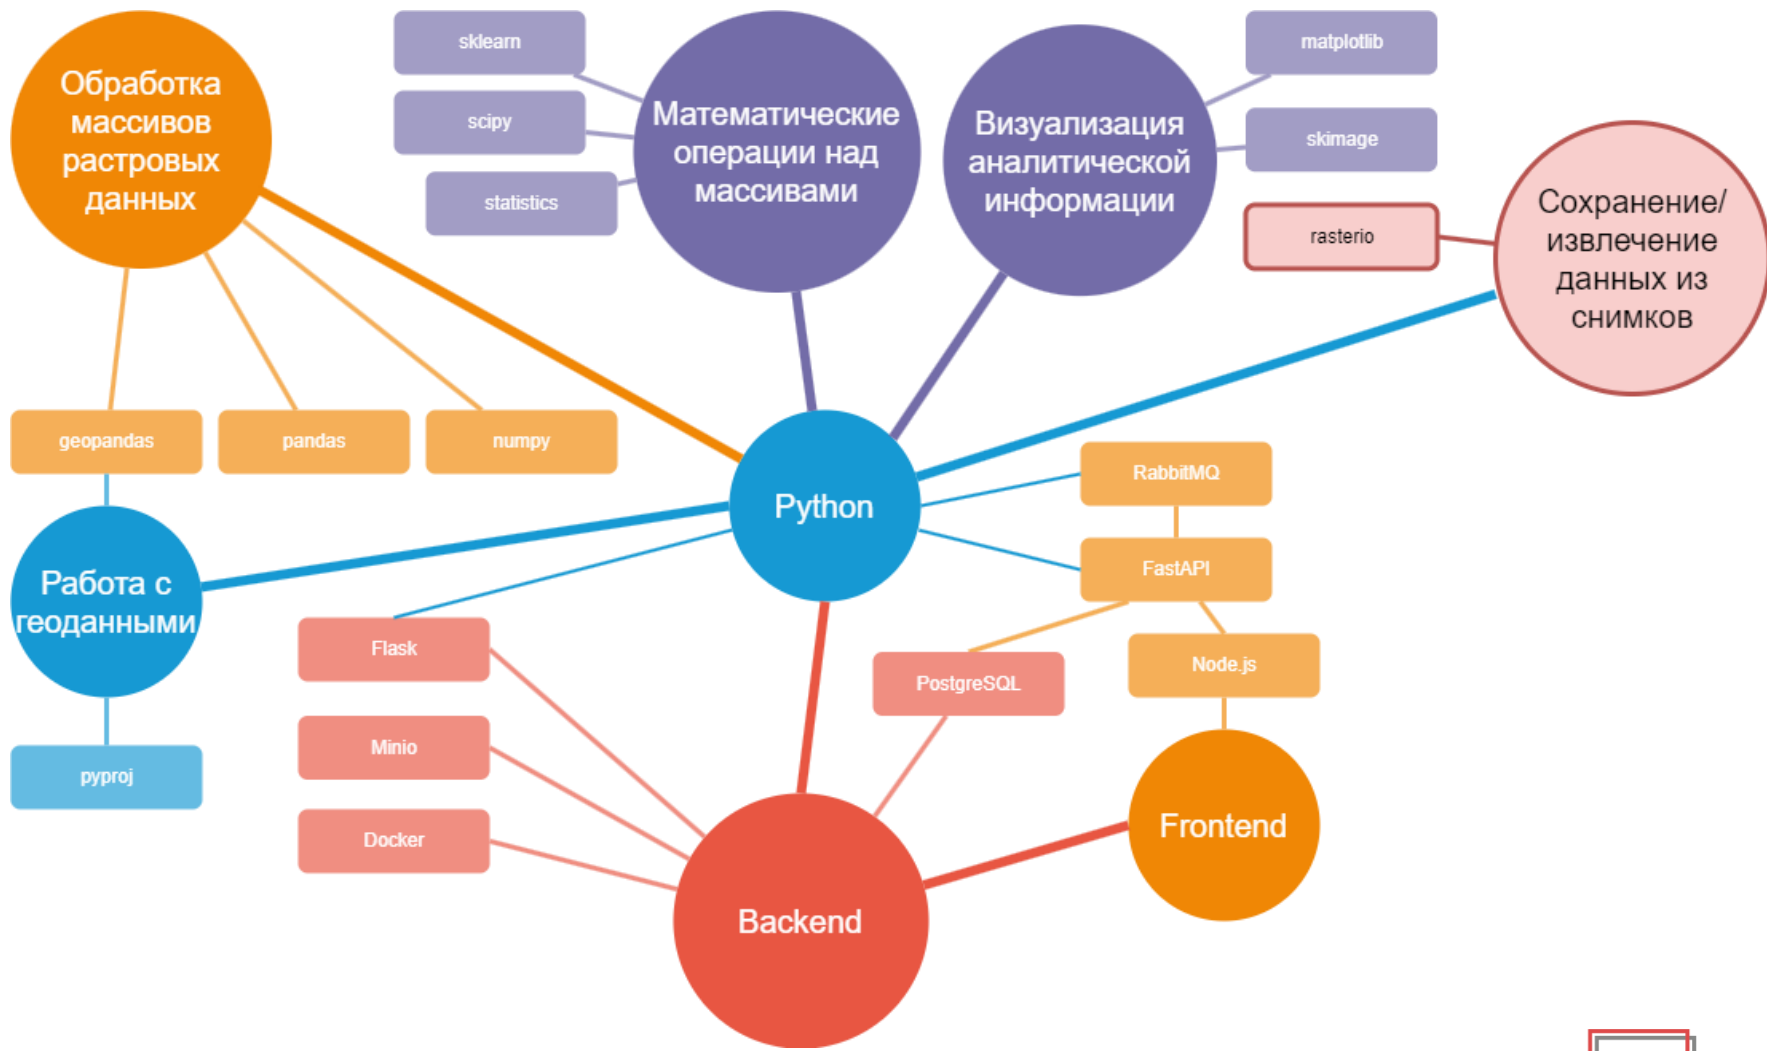 Обработка
массивов
растровых
данных
sklearn
scipy
statistics
Математические
операции над
массивами
Визуализация
аналитической
информации
matplotlib
skimage
rasterio
Сохранение/
извлечение
данных из
снимков
geopandas
pandas
numpy
Python
RabbitMQ
FastAPI
Работа с
геоданными
Flask
PostgreSQL
Node.js
Minio
pyproj
Docker
Frontend
Backend